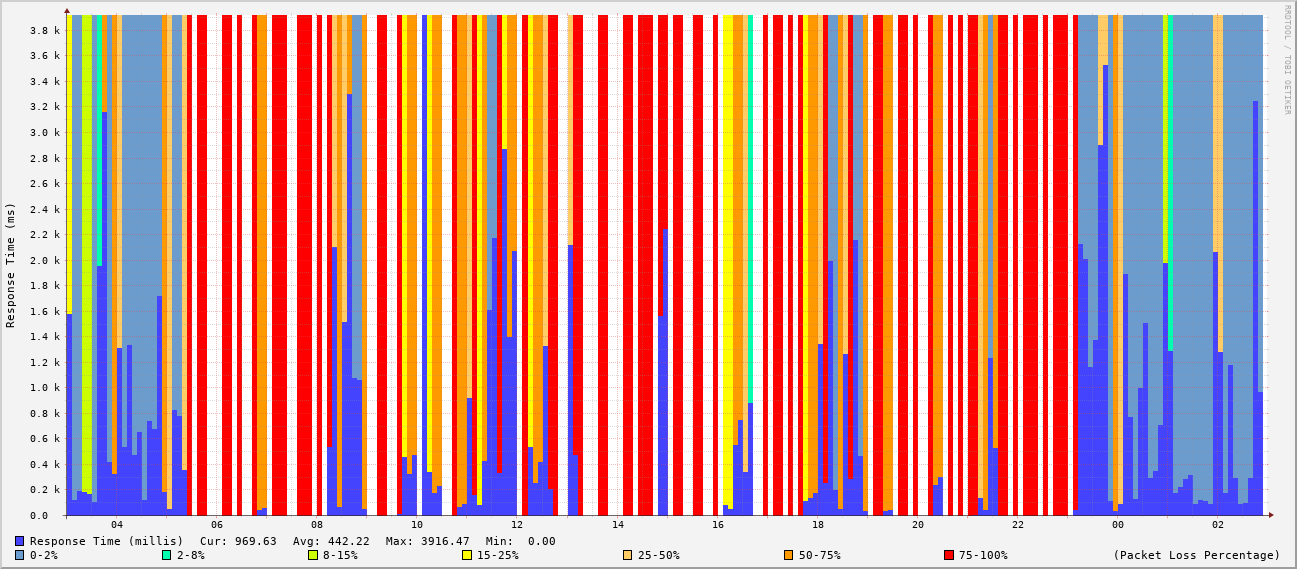 RRDTOOL / TOBI OETIKER
Response Time (ms)
3.8 k
3.6 k
3.4 k
3.2 k
3.0 k
2.8 k
2.6 k
2.4 k
2.2 k
2.0 k
1.8 k
1.6 k
1.4 k
1.2 k
1.0 k
0.8 k
0.6 k
0.4 k
0.2 k
0.0
04 06 08 10 12 14 16 18 20 22 00 02
Response Time (millis) Cur: 969.63 Avg: 442.22 Max: 3916.47 Min: 0.00
0-2% 2-8% 8-15% 15-25% 25-50% 50-75% 75-100% (Packet Loss Percentage)